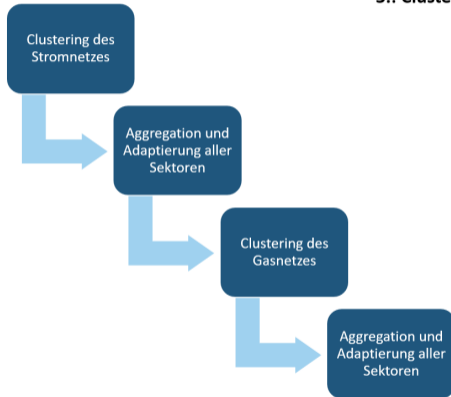 Clustering des
Stromnetzes
Aggregation und
Adaptierung aller
Sektoren
Clustering des
Gasnetzes
Aggregation und
Adaptierung aller
Sektoren